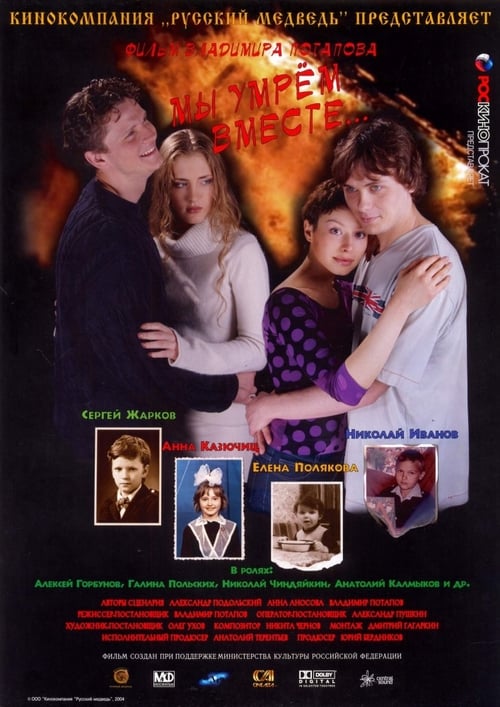 КИНОКОМПАНИЯ „РУССКИЙ МЕДВЕДЬ" ПРЕДСТАВЛЯЕТ
ФИЛЬМ ВЛАДИМИРА ПОТАПОВА
МЫ УМРЁМ
ВМЕСТЕ...
РОСКИНОПРОКАТ
ПРЕДСТАВЛЯЕТ
СЕРГЕЙ ЖАРКОВ
АННА КАЗЮЧИЦ
НИКОЛАЙ ИВАНОВ
ЕЛЕНА ПОЛЯКОВА
В РОЛЯХ:
АЛЕКСЕЙ ГОРБУНОВ, ГАЛИНА ПОЛЬСКИХ, НИКОЛАЙ ЧИНДЯЙКИН, АНАТОЛИЙ КАЛМЫКОВ И ДР.
АВТОРЫ СЦЕНАРИЯ АЛЕКСАНДР ПОДОЛЬСКИЙ АННА АНОСОВА ВЛАДИМИР ПОТАПОВ
РЕЖИССЕР-ПОСТАНОВЩИК ВЛАДИМИР ПОТАПОВ ОПЕРАТОР-ПОСТАНОВЩИК АЛЕКСАНДР ПУШКИН
ХУДОЖНИК-ПОСТАНОВЩИК ОЛЕГ УХОВ КОМПОЗИТОР НИКИТА ЧЕРНОВ МОНТАЖ ДМИТРИЙ ГАГАРКИН
ИСПОЛНИТЕЛЬНЫЙ ПРОДЮСЕР АНАТОЛИЙ ТЕРЕНТЬЕВ ПРОДЮСЕР ЮРИЙ ВЕРДНИКОВ
ФИЛЬМ СОЗДАН ПРИ ПОДДЕРЖКЕ МИНИСТЕРСТВА КУЛЬТУРЫ РОССИЙСКОЙ ФЕДЕРАЦИИ
DOLBY
DIGITAL
© ООО "Кинокомпания "Русский медведь", 2004